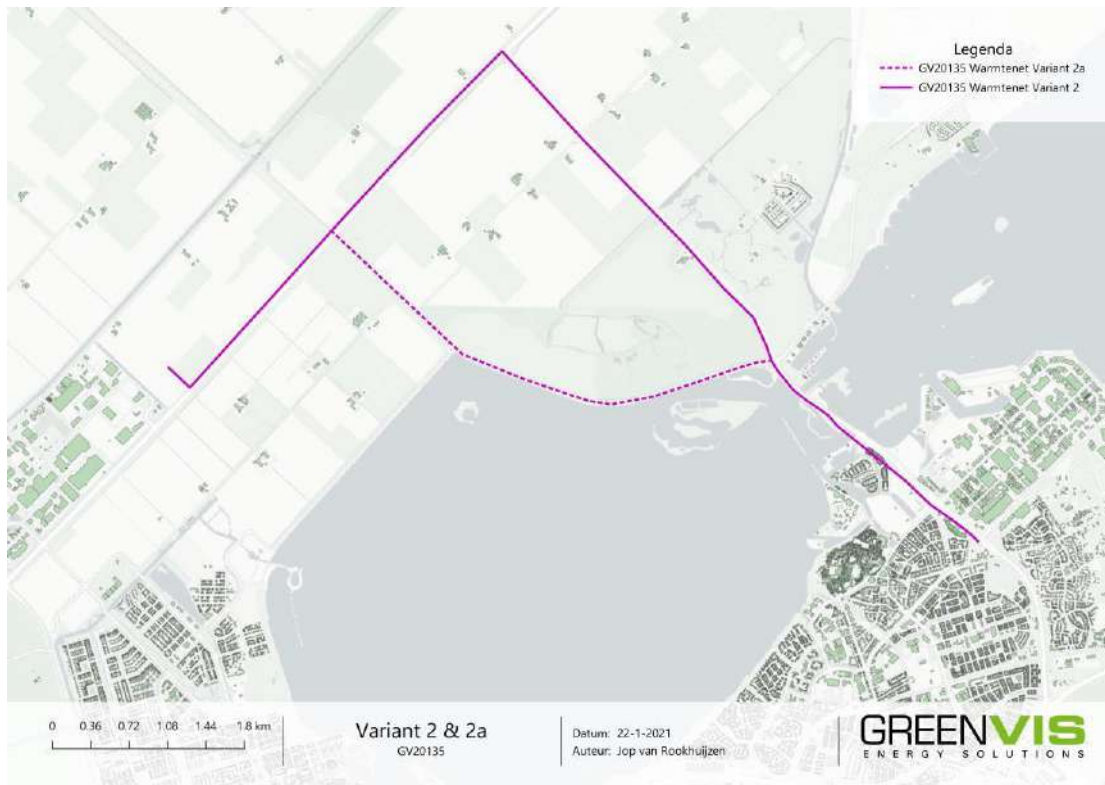 Legenda
GV20135 Warmtenet Variant 2a
GV20135 Warmtenet Variant 2
0 0.36 0.72 1.08 1.44 1.8 km
Variant 2 & 2a
GV20135
Datum: 22-1-2021
Auteur: Jop van Rookhuijzen
GREENVIS
ENERGY SOLUTIONS